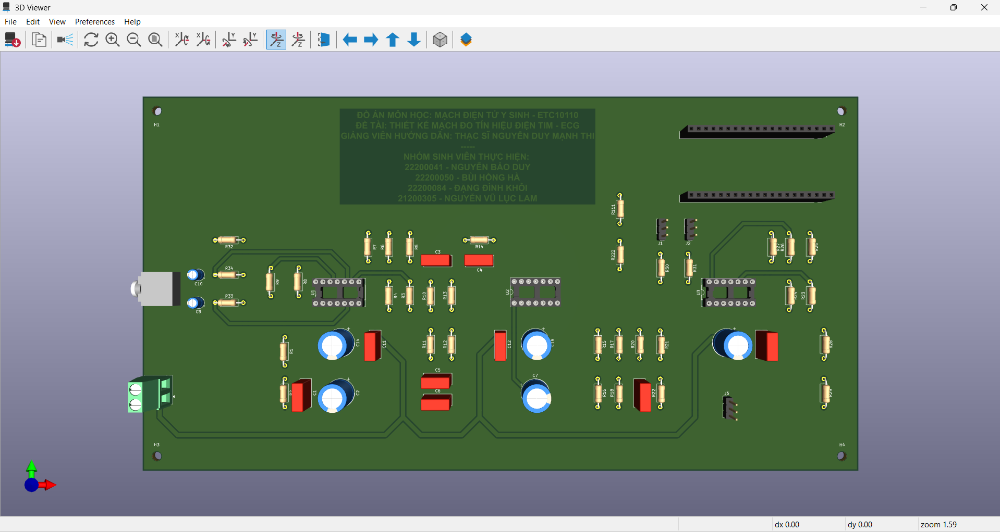 3D Viewer
File Edit View Preferences Help
ĐỒ ÁN MÔN HỌC: MẠCH ĐIỆN TỬ Y SINH - ETC10110
ĐỀ TÀI: THIẾT KẾ MẠCH ĐO TÍN HIỆU ĐIỆN TIM - ECG
GIẢNG VIÊN HƯỚNG DẪN: THẠC SĨ NGUYỄN DUY MẠNH THI
-----
NHÓM SINH VIÊN THỰC HIỆN:
22200041 - NGUYỄN BẢO DUY
22200050 - BÙI HỒNG HÀ
22200084 - ĐẶNG ĐÌNH KHÔI
21200305 - NGUYỄN VŨ LỤC LAM
H1
H2
R111
R32
R7
R6
R5
R14
J1
J2
R27
R26
R25
C3
C4
R222
R34
C10
R9
R8
R30
R31
U1
R4
R3
R10
R13
U2
U3
R24
R23
R33
C9
R1
C14
C11
R11
R12
C12
C15
R15
R17
R20
R21
R28
C5
C7
C1
C2
C6
R16
R18
R22
J6
R29
H3
H4
dx 0.00
dy 0.00
zoom 1.59